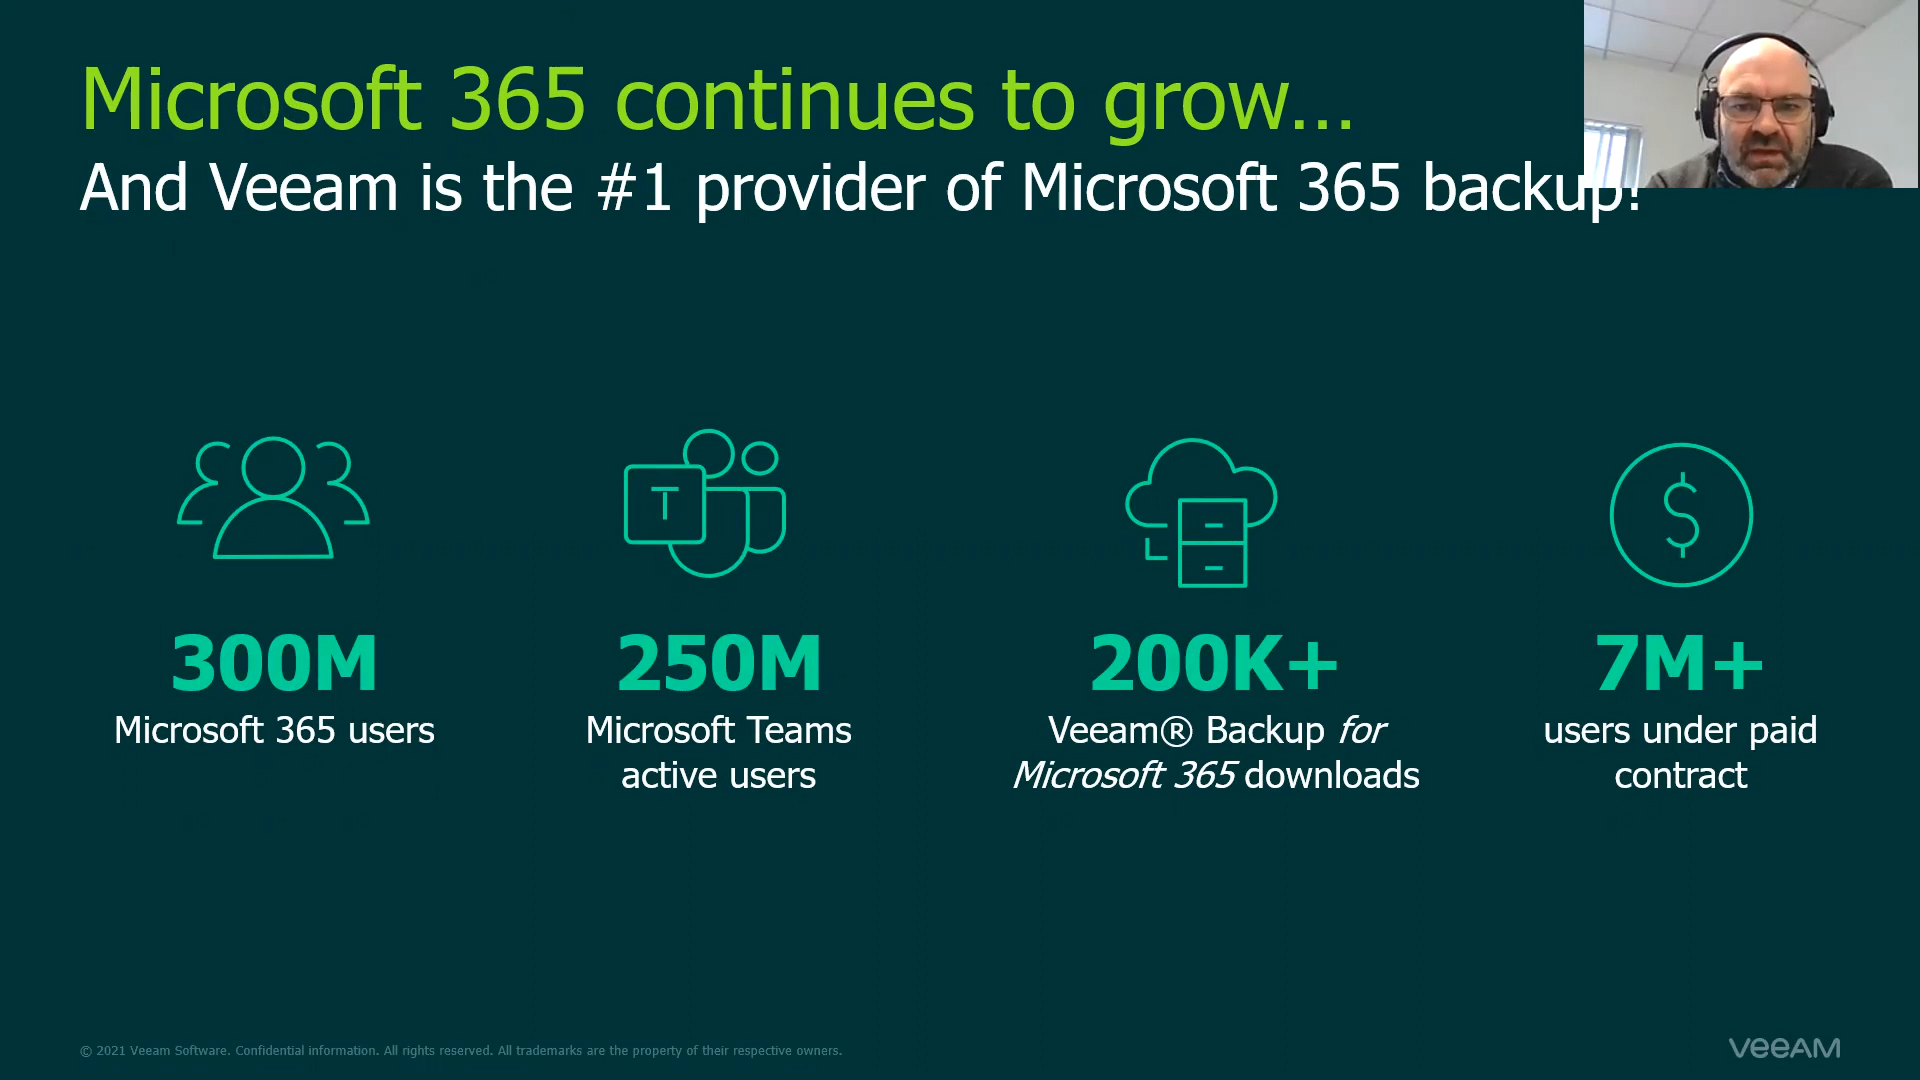 Microsoft 365 continues to grow...
And Veeam is the #1 provider of Microsoft 365 backup!
T
300M
Microsoft 365 users
250M
Microsoft Teams
active users
200K+
Veeam® Backup for
Microsoft 365 downloads
$
7M+
users under paid
contract
© 2021 Veeam Software. Confidential information. All rights reserved. All trademarks are the property of their respective owners.
veeAM